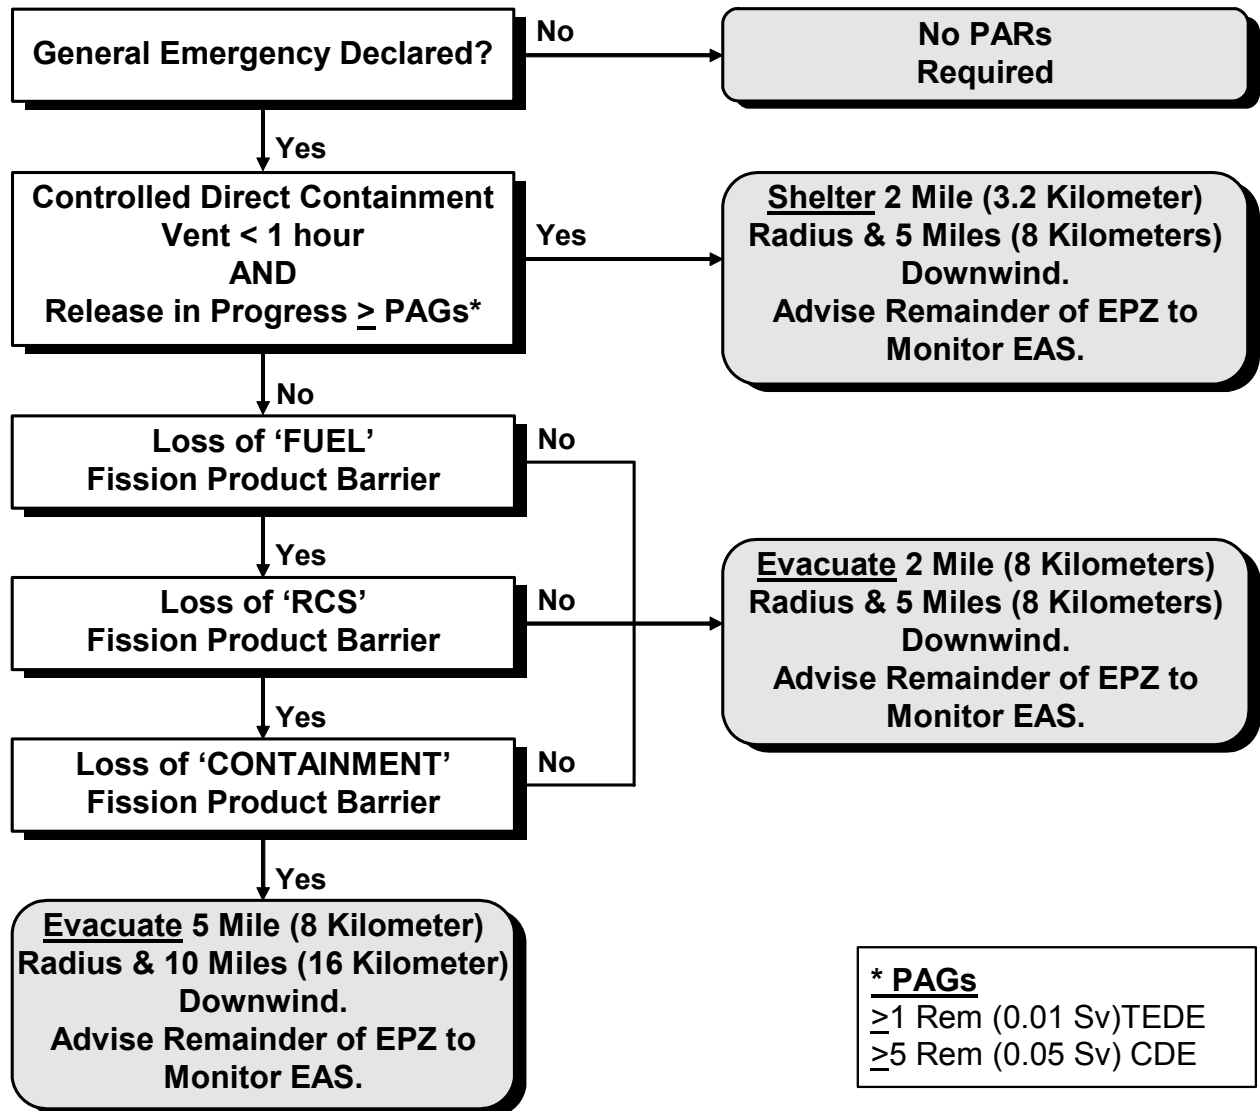 General Emergency Declared?
No
No PARs
Required
Yes
Controlled Direct Containment
Vent < 1 hour
AND
Release in Progress > PAGs*
Yes
Shelter 2 Mile (3.2 Kilometer)
Radius & 5 Miles (8 Kilometers)
Downwind.
Advise Remainder of EPZ to
Monitor EAS.
No
Loss of ‘FUEL’
Fission Product Barrier
No
Yes
Loss of ‘RCS’
Fission Product Barrier
No
Evacuate 2 Mile (8 Kilometers)
Radius & 5 Miles (8 Kilometers)
Downwind.
Advise Remainder of EPZ to
Monitor EAS.
Yes
Loss of ‘CONTAINMENT’
Fission Product Barrier
No
Yes
Evacuate 5 Mile (8 Kilometer)
Radius & 10 Miles (16 Kilometer)
Downwind.
Advise Remainder of EPZ to
Monitor EAS.
* PAGs
>1 Rem (0.01 Sv)TEDE
>5 Rem (0.05 Sv) CDE